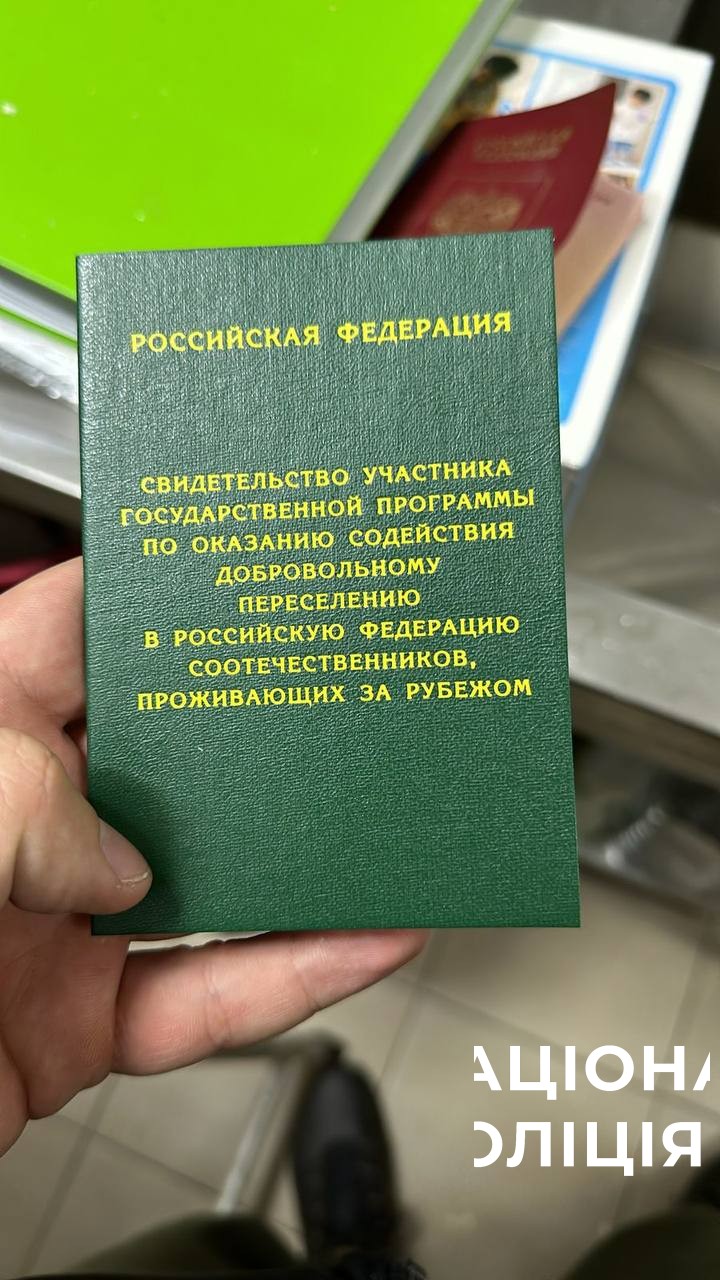 РОССИЙСКАЯ ФЕДЕРАЦИЯ
СВИДЕТЕЛЬСТВО УЧАСТНИКА
ГОСУДАРСТВЕННОЙ ПРОГРАММЫ
ПО ОКАЗАНИЮ СОДЕЙСТВИЯ
ДОБРОВОЛЬНОМУ
ПЕРЕСЕЛЕНИЮ
В РОССИЙСКУЮ ФЕДЕРАЦИЮ
СООТЕЧЕСТВЕННИКОВ,
ПРОЖИВАЮЩИХ ЗА РУБЕЖОМ
АЦІОНА
ОЛІЦІЯ